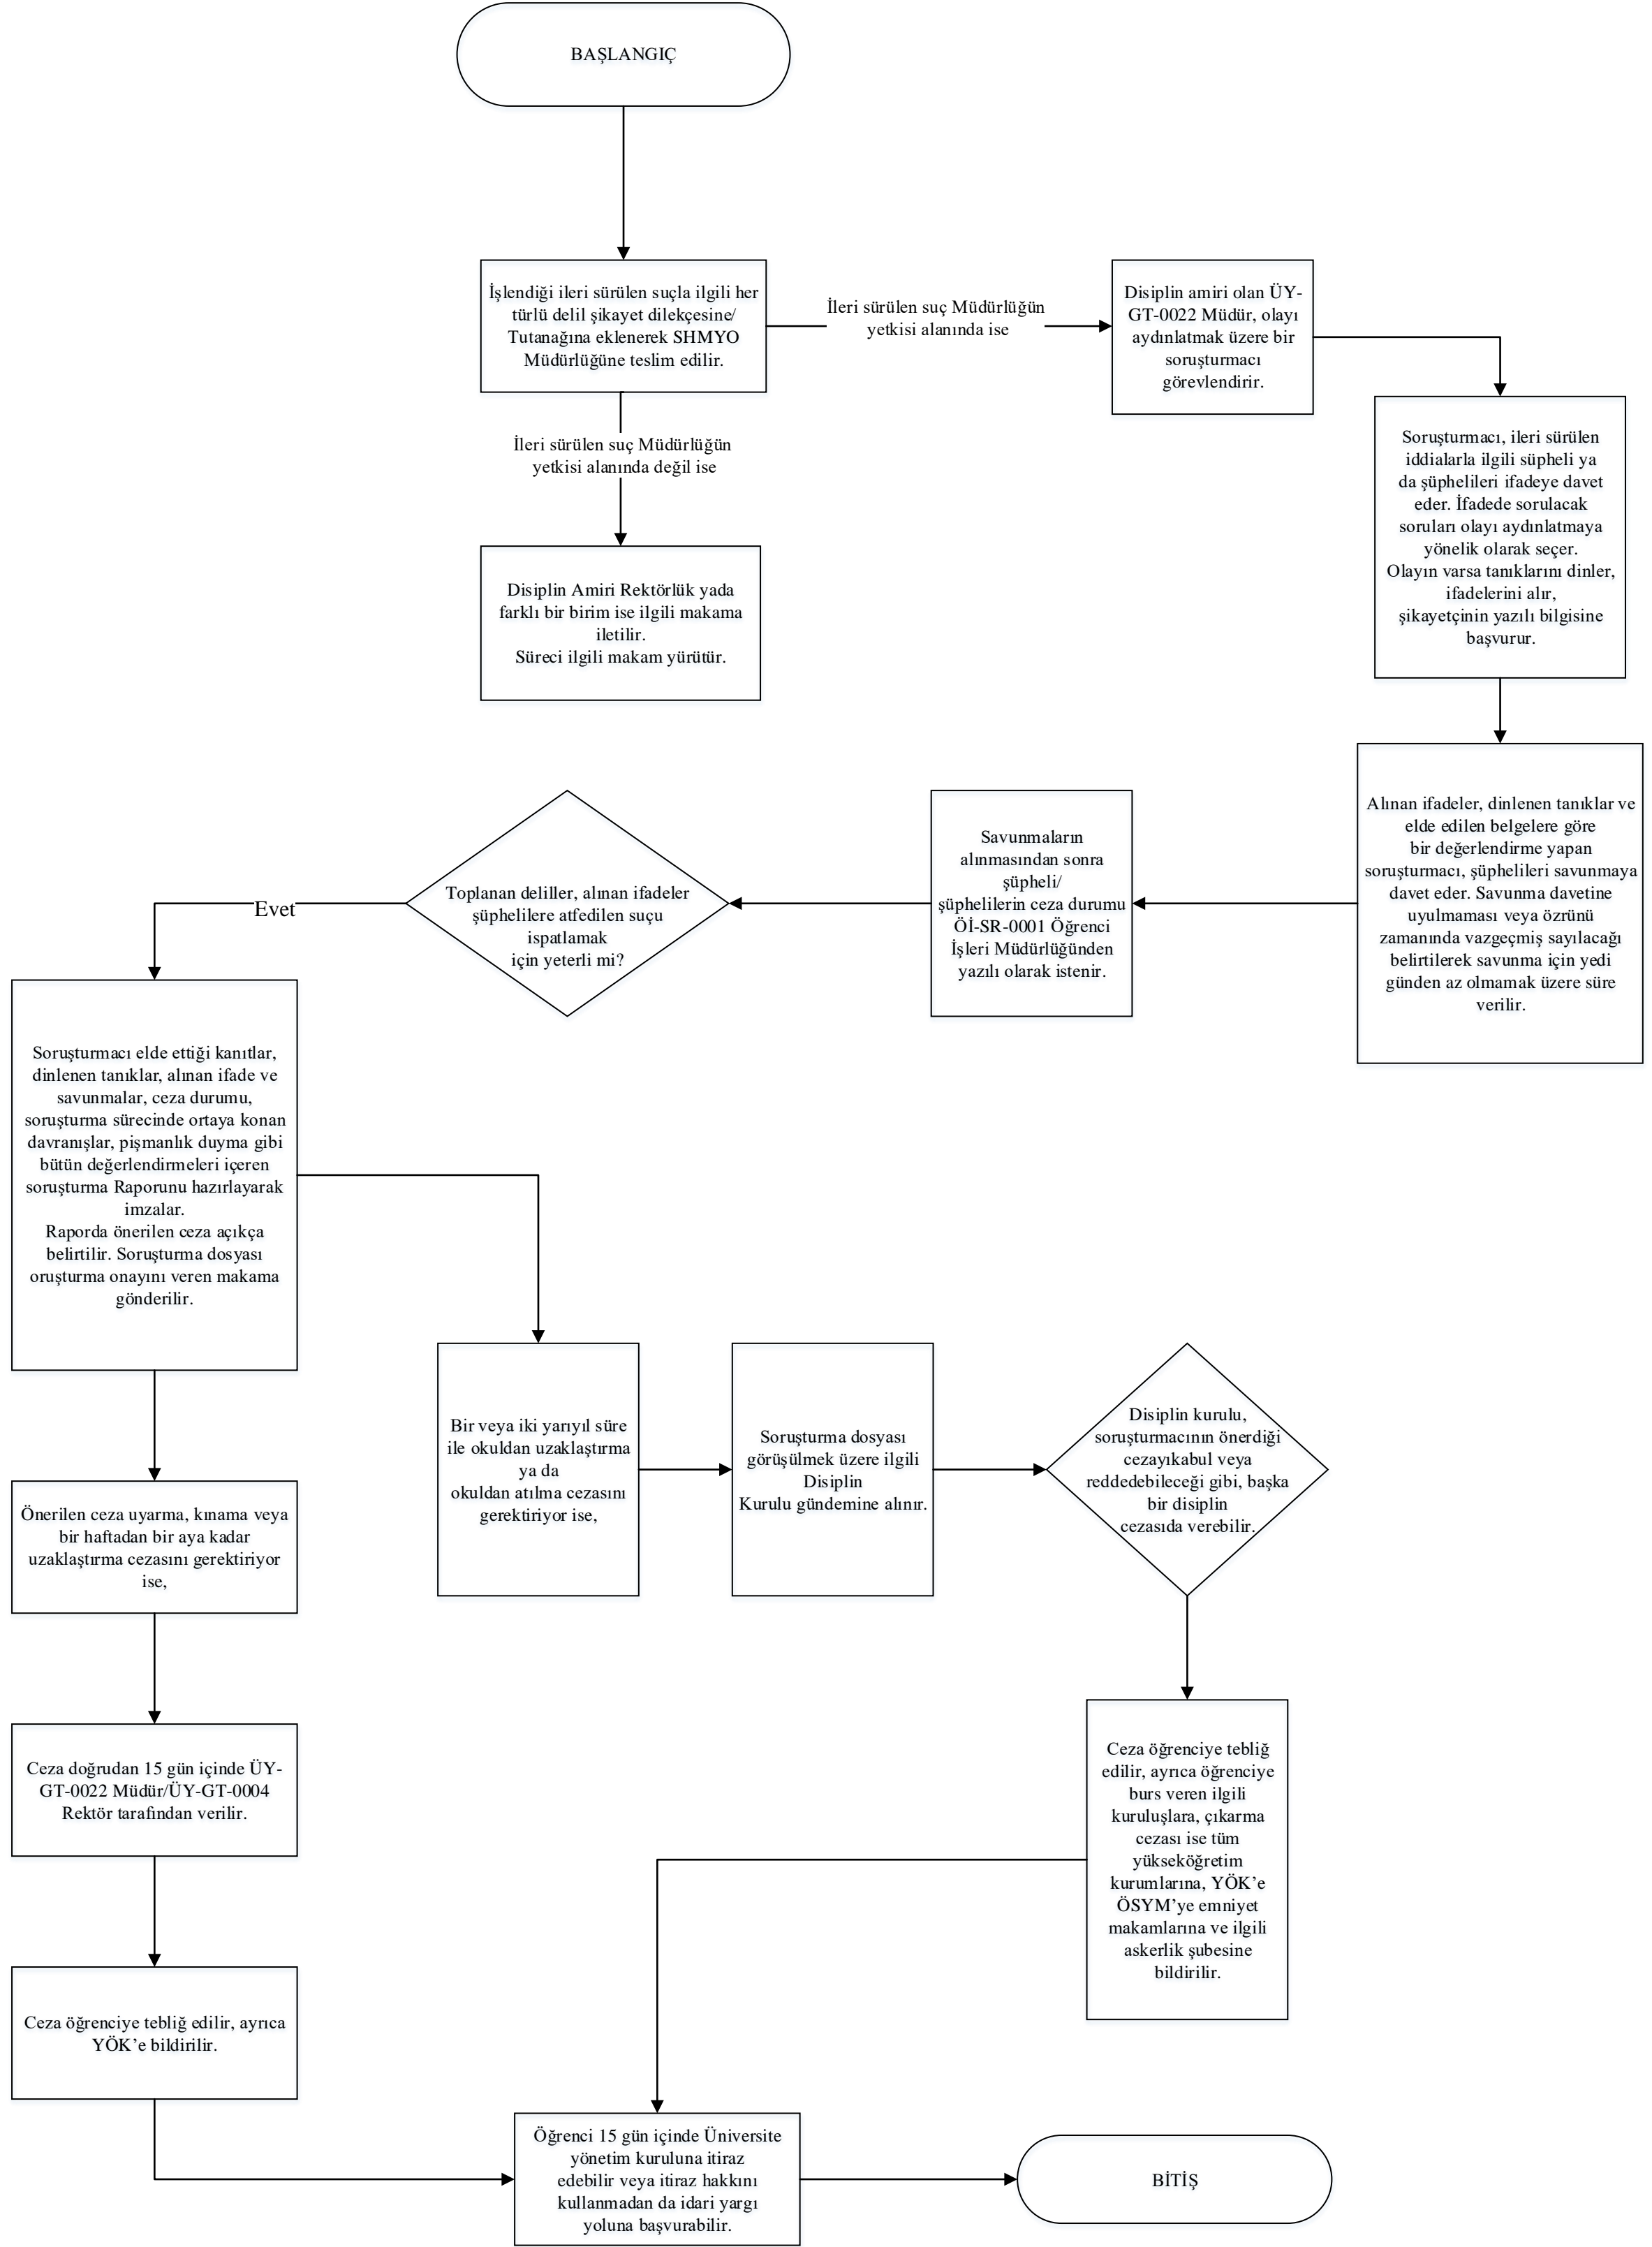 BAŞLANGIÇ
İşlendiği ileri sürülen suçla ilgili her
türlü delil şikayet dilekçesine/
Tutanağına eklenerek SHMYO
Müdürlüğüne teslim edilir.
İleri sürülen suç Müdürlüğün
yetkisi alanında ise
Disiplin amiri olan ÜY-
GT-0022 Müdür, olayı
aydınlatmak üzere bir
soruşturmacı
görevlendirir.
İleri sürülen suç Müdürlüğün
yetkisi alanında değil ise
Disiplin Amiri Rektörlük yada
farklı bir birim ise ilgili makama
iletilir.
Süreci ilgili makam yürütür.
Soruşturmacı, ileri sürülen
iddialarla ilgili süpheli ya
da şüphelileri ifadeye davet
eder. İfadede sorulacak
soruları olayı aydınlatmaya
yönelik olarak seçer.
Olayın varsa tanıklarını dinler,
ifadelerini alır,
şikayetçinin yazılı bilgisine
başvurur.
Alınan ifadeler, dinlenen tanıklar ve
elde edilen belgelere göre
bir değerlendirme yapan
soruşturmacı, şüphelileri savunmaya
davet eder. Savunma davetine
uyulmaması veya özrünü
zamanında vazgeçmiş sayılacağı
belirtilerek savunma için yedi
günden az olmamak üzere süre
verilir.
Savunmaların
alınmasından sonra
şüpheli/
şüphelilerin ceza durumu
Öİ-SR-0001 Öğrenci
İşleri Müdürlüğünden
yazılı olarak istenir.
Toplanan deliller, alınan ifadeler
şüphelilere atfedilen suçu
ispatlamak
için yeterli mi?
Evet
Soruşturmacı elde ettiği kanıtlar,
dinlenen tanıklar, alınan ifade ve
savunmalar, ceza durumu,
soruşturma sürecinde ortaya konan
davranışlar, pişmanlık duyma gibi
bütün değerlendirmeleri içeren
soruşturma Raporunu hazırlayarak
imzalar.
Raporda önerilen ceza açıkça
belirtilir. Soruşturma dosyası
oruşturma onayını veren makama
gönderilir.
Bir veya iki yarıyıl süre
ile okuldan uzaklaştırma
ya da
okuldan atılma cezasını
gerektiriyor ise,
Soruşturma dosyası
görüşülmek üzere ilgili
Disiplin
Kurulu gündemine alınır.
Disiplin kurulu,
soruşturmacının önerdiği
cezayıkabul veya
reddedebileceği gibi, başka
bir disiplin
cezasıda verebilir.
Önerilen ceza uyarma, kınama veya
bir haftadan bir aya kadar
uzaklaştırma cezasını gerektiriyor
ise,
Ceza doğrudan 15 gün içinde ÜY-
GT-0022 Müdür/ÜY-GT-0004
Rektör tarafından verilir.
Ceza öğrenciye tebliğ
edilir, ayrıca öğrenciye
burs veren ilgili
kuruluşlara, çıkarma
cezası ise tüm
yükseköğretim
kurumlarına, YÖK’e
ÖSYM’ye emniyet
makamlarına ve ilgili
askerlik şubesine
bildirilir.
Ceza öğrenciye tebliğ edilir, ayrıca
YÖK’e bildirilir.
Öğrenci 15 gün içinde Üniversite
yönetim kuruluna itiraz
edebilir veya itiraz hakkını
kullanmadan da idari yargı
yoluna başvurabilir.
BİTİŞ